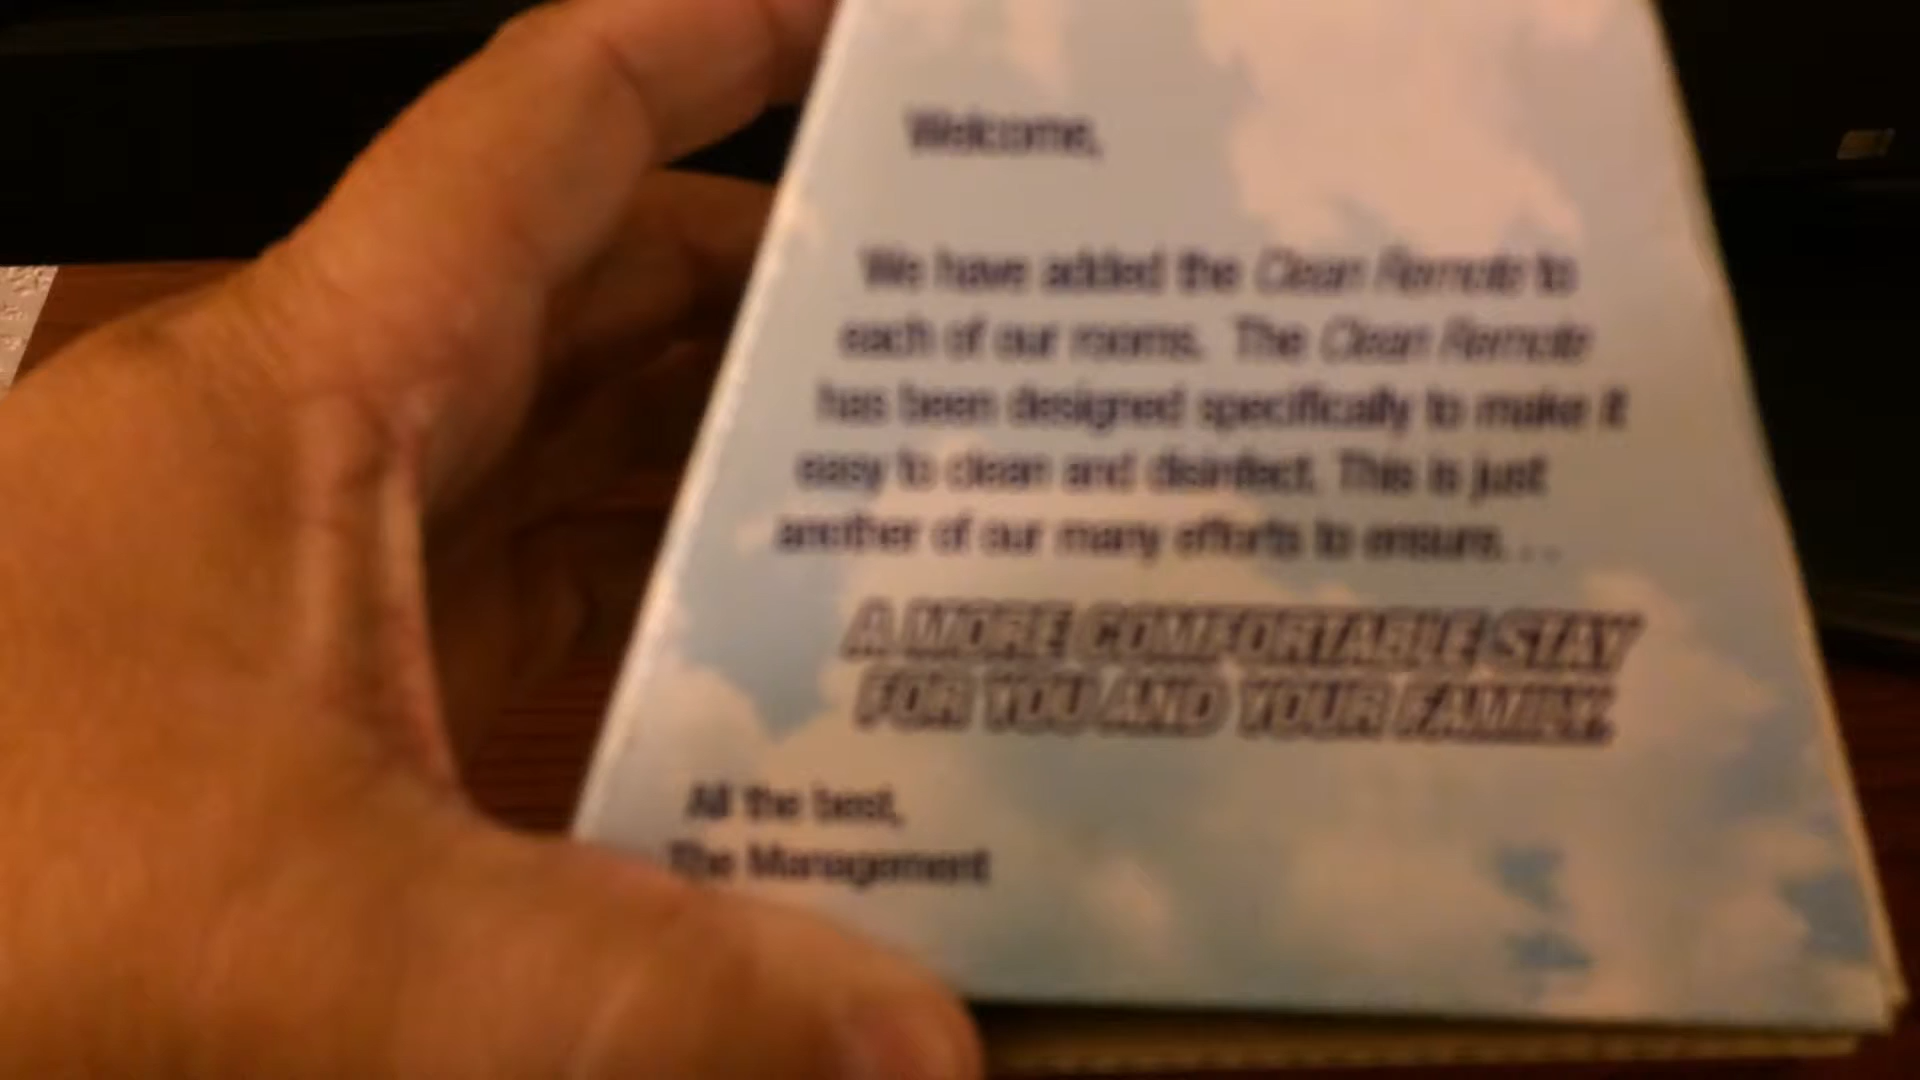 Welcome,
We have added the Clean Remote to
each of our rooms. The Clean Remote
has been designed specifically to make it
easy to clean and disinfect. This is just
another of our many efforts to ensure. . .
A MORE COMFORTABLE STAY
FOR YOU AND YOUR FAMILY.
All the best,
The Management